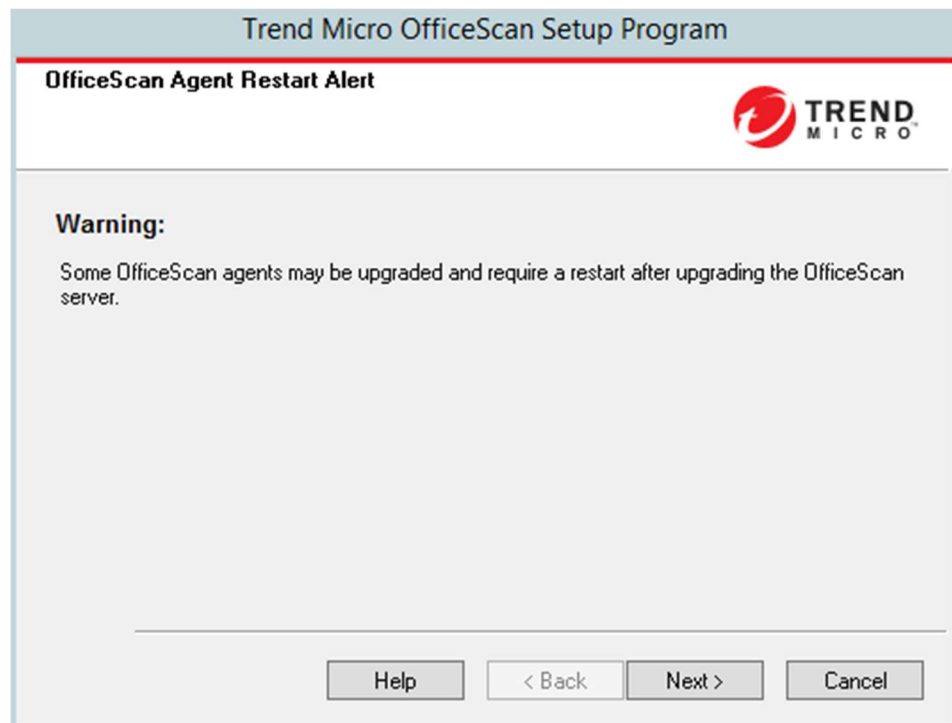 Trend Micro OfficeScan Setup Program
OfficeScan Agent Restart Alert
TREND
MICRO
Warning:
Some OfficeScan agents may be upgraded and require a restart after upgrading the OfficeScan
server.
Help
< Back
Next >
Cancel